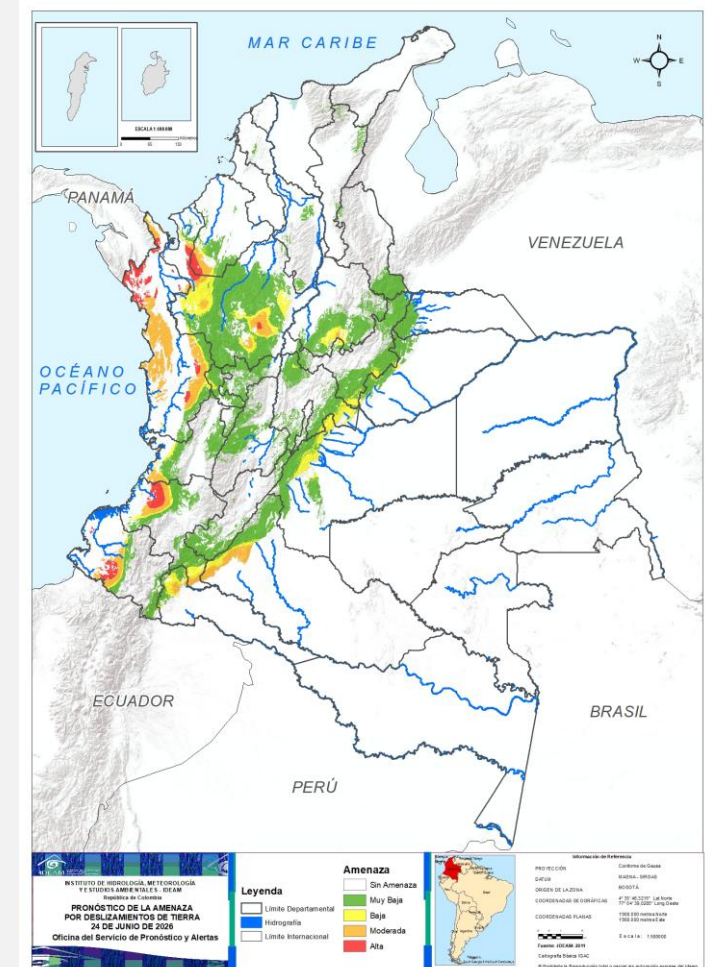 MAR CARIBE
N
W
E
S
ESCALA 1:400000
PANAMÁ
VENEZUELA
OCÉANO
PACÍFICO
ECUADOR
BRASIL
PERÚ
IDEAM
INSTITUTO DE HIDROLOGÍA, METEOROLOGÍA
Y ESTUDIOS AMBIENTALES - IDEAM
República de Colombia
PRONÓSTICO DE LA AMENAZA
POR DESLIZAMIENTOS DE TIERRA
24 DE JUNIO DE 2026
Oficina del Servicio de Pronóstico y Alertas
Leyenda
Límite Departamental
Hidrografía
Límite Internacional
Amenaza
Sin Amenaza
Muy Baja
Baja
Moderada
Alta
Información de Referencia
PROYECCIÓN
Conforme de Gauss
DATUM
MAGNA - SIRGAS
ORIGEN DE LA ZONA
BOGOTÁ
COORDENADAS GEOGRÁFICAS
COORDENADAS PLANAS
Fuente: IDEAM 2011
Cartografía Básica IGAC